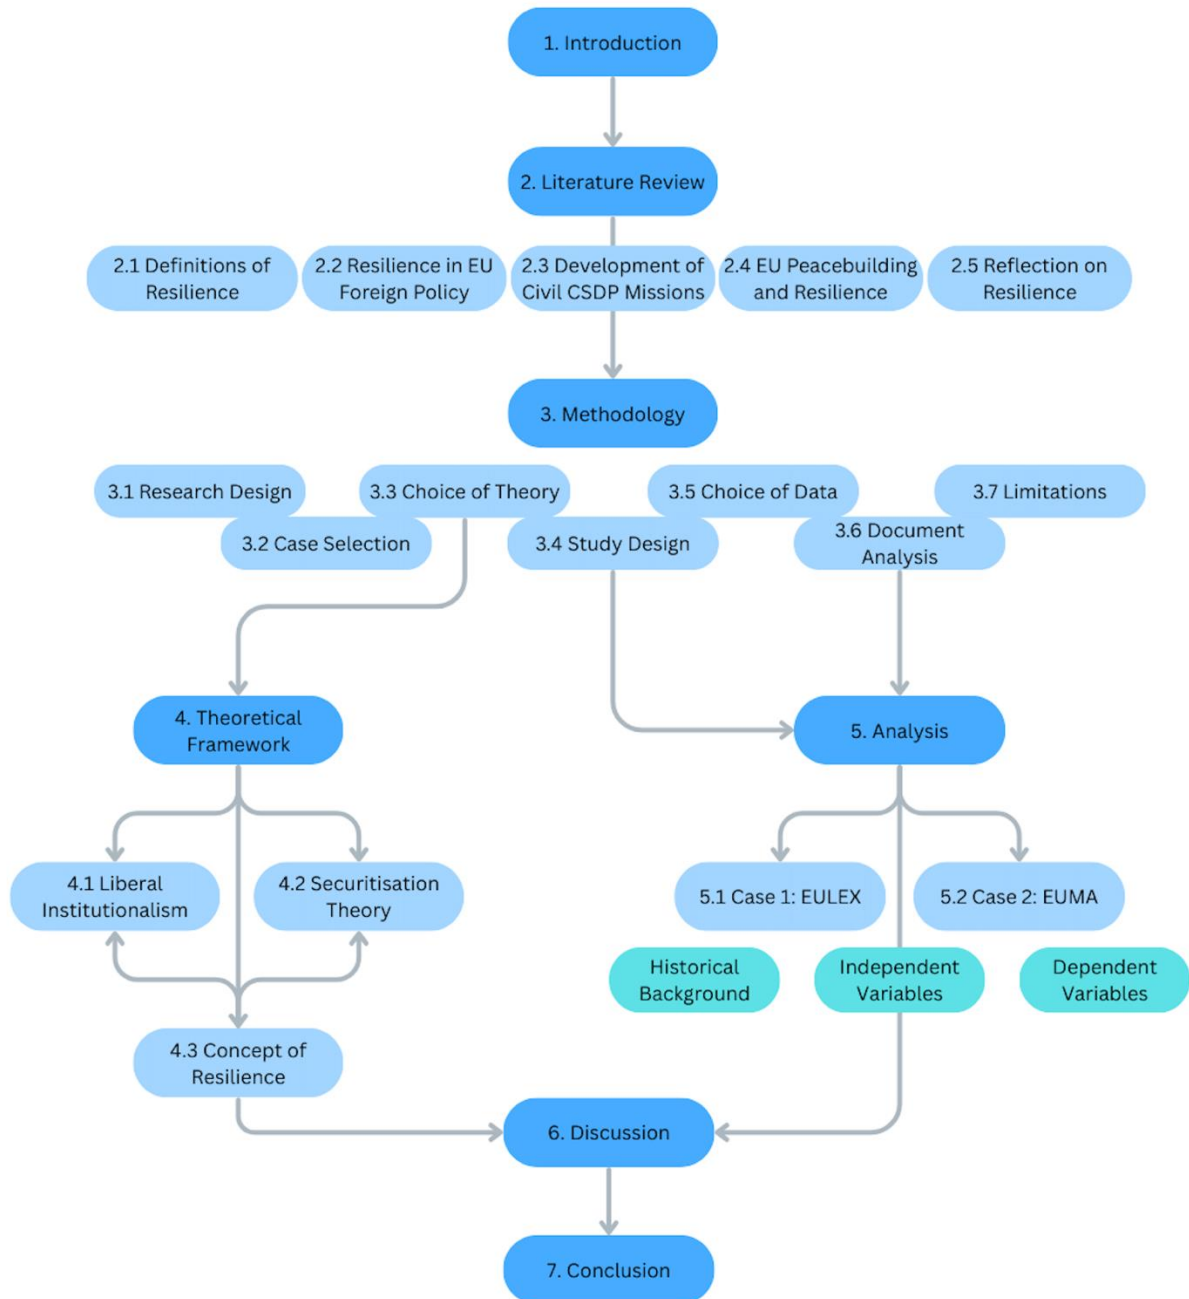 1. Introduction
2. Literature Review
2.1 Definitions of
Resilience
2.2 Resilience in EU
Foreign Policy
2.3 Development of
Civil CSDP Missions
2.4 EU Peacebuilding
and Resilience
2.5 Reflection on
Resilience
3. Methodology
3.1 Research Design
3.2 Case Selection
3.3 Choice of Theory
3.4 Study Design
3.5 Choice of Data
3.6 Document
Analysis
3.7 Limitations
4. Theoretical
Framework
5. Analysis
4.1 Liberal
Institutionalism
4.2 Securitisation
Theory
5.1 Case 1: EULEX
5.2 Case 2: EUMA
Historical
Background
Independent
Variables
Dependent
Variables
4.3 Concept of
Resilience
6. Discussion
7. Conclusion